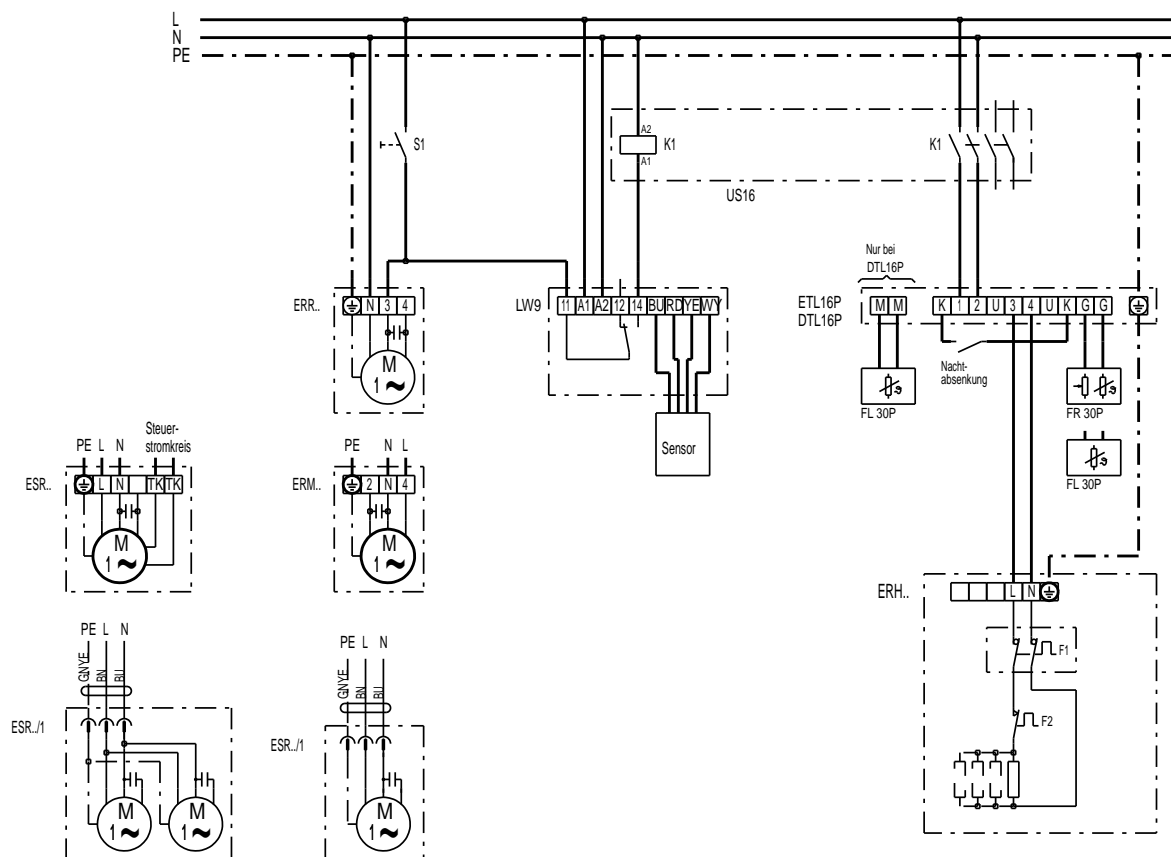 L
N
PE
S1
A2
K1
A1
K1
US16
Nur bei
DTL16P
ERR..
N 3 4
LW9
11 A1 A2 12 14 BU RD YE WY
ETL16P
DTL16P
M M
K 1 2 U 3 4 U K G G
M
1 ~
Nacht-
absenkung
ϑ
FL 30P
ϑ
FR 30P
Sensor
ϑ
FL 30P
Steuer-
stromkreis
PE L N
ESR..
L N TK TK
M
1 ~
PE N L
ERM..
2 N 4
M
1 ~
ERH..
L N
F1
F2
PE L N
GNYE BN BU
ESR../1
M
1 ~
M
1 ~
PE L N
GNYE BN BU
ESR../1
M
1 ~